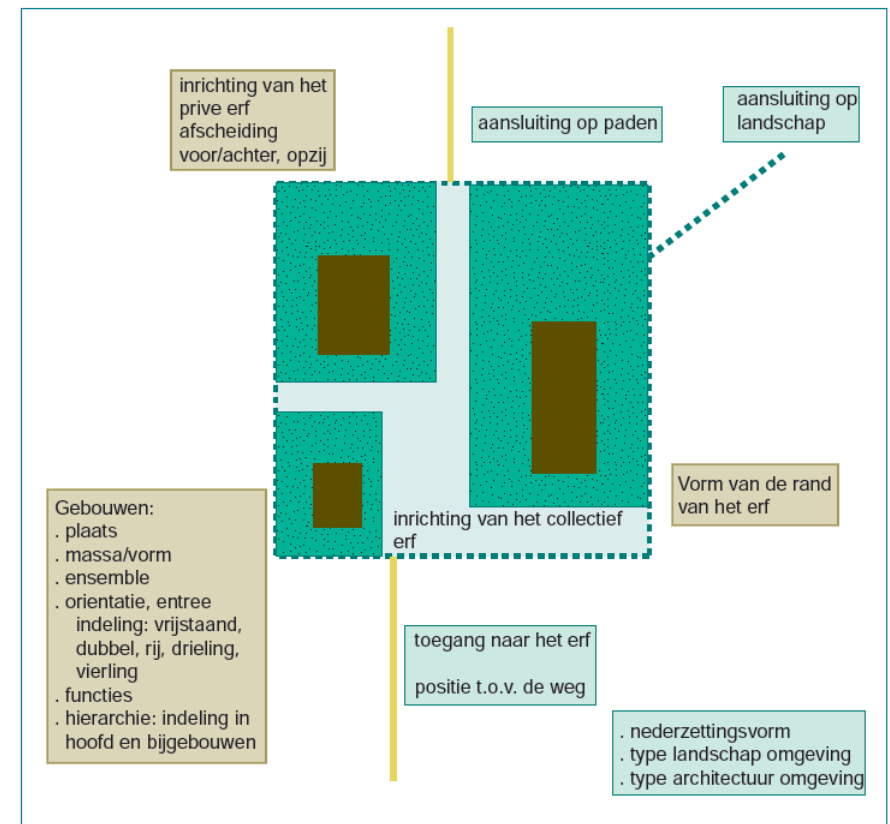 inrichting van het
prive erf
afscheiding
voor/achter, opzij
aansluiting op paden
aansluiting op
landschap
Vorm van de rand
van het erf
inrichting van het collectief
erf
Gebouwen:
. plaats
. massa/vorm
. ensemble
. orientatie, entree
indeling: vrijstaand,
dubbel, rij, drieling,
vierling
. functies
. hierarchie: indeling in
hoofd en bijgebouwen
toegang naar het erf
positie t.o.v. de weg
. nederzettingsvorm
. type landschap omgeving
. type architectuur omgeving